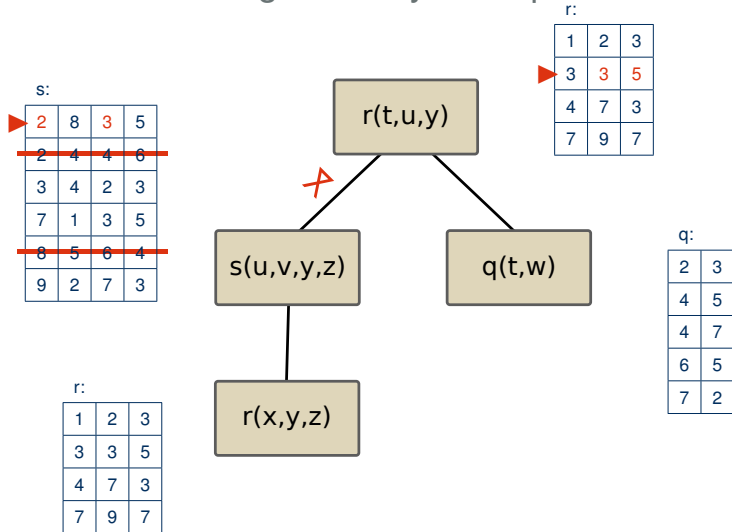 r:
1 2 3
3 3 5
4 7 3
7 9 7
s:
2 8 3 5
2 4 4 6
3 4 2 3
7 1 3 5
8 5 6 4
9 2 7 3
r(t,u,y)
s(u,v,y,z)
q(t,w)
q:
2 3
4 5
4 7
6 5
7 2
r(x,y,z)
r:
1 2 3
3 3 5
4 7 3
7 9 7